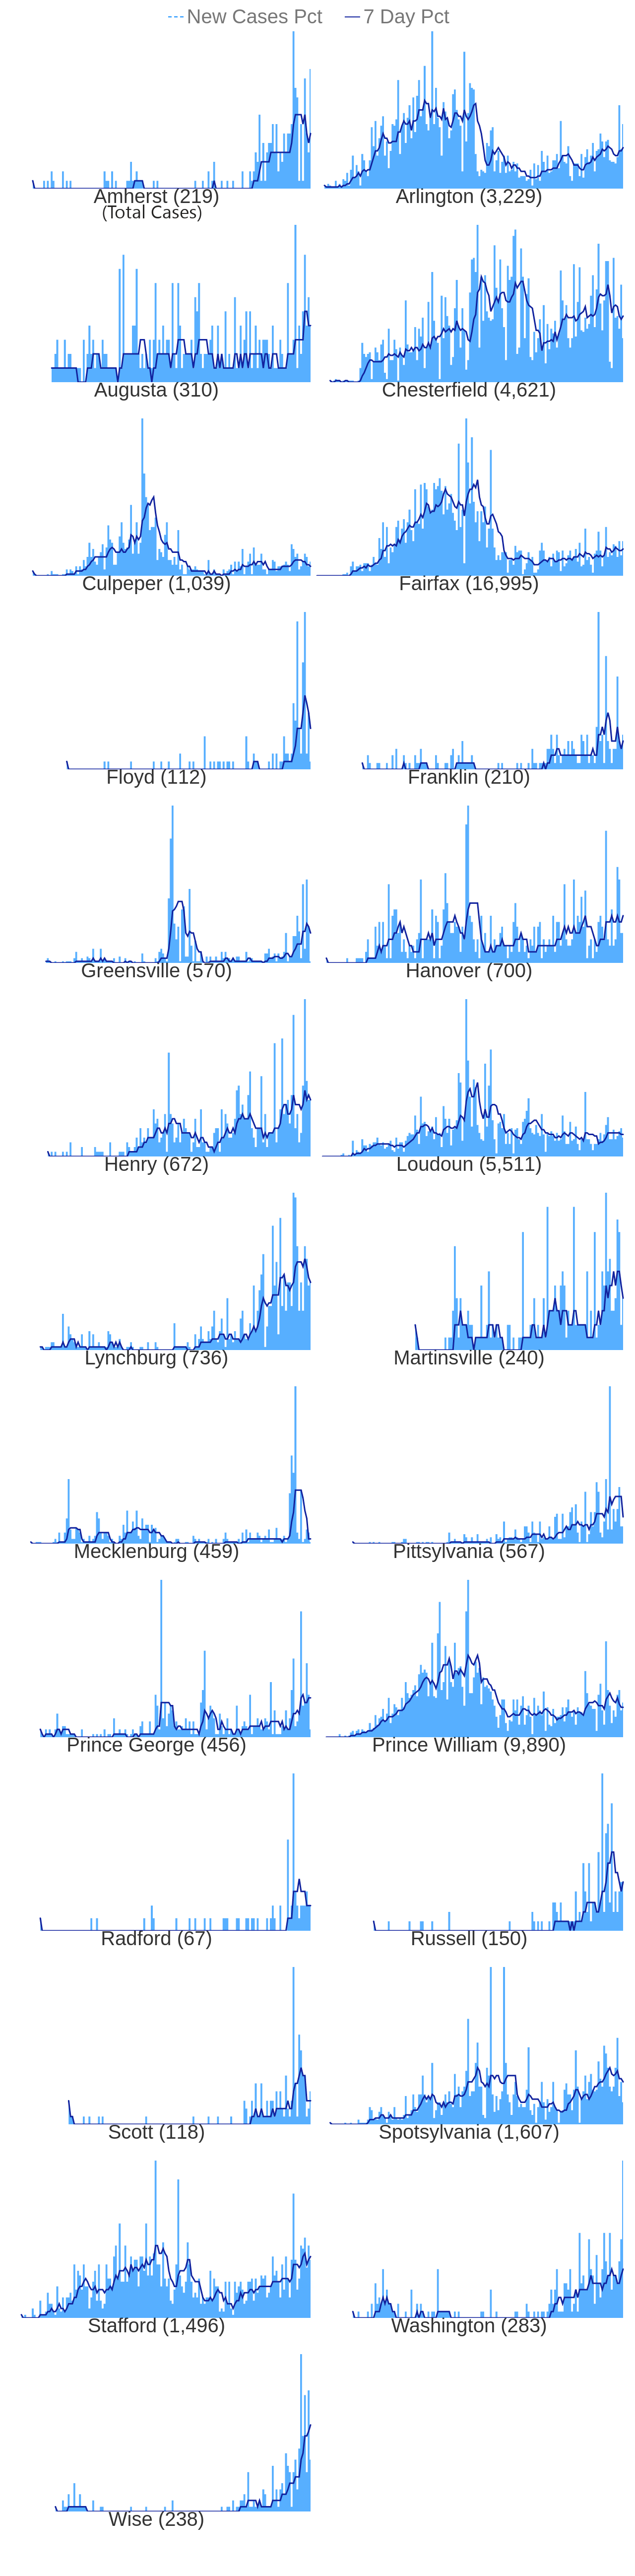 New Cases Pct 7 Day Pct
Amherst (219) Arlington (3,229)
(Total Cases)
Augusta (310) Chesterfield (4,621)
Culpeper (1,039) Fairfax (16,995)
Floyd (112) Franklin (210)
Greensville (570) Hanover (700)
Henry (672) Loudoun (5,511)
Lynchburg (736) Martinsville (240)
Mecklenburg (459) Pittsylvania (567)
Prince George (456) Prince William (9,890)
Radford (67) Russell (150)
Scott (118) Spotsylvania (1,607)
Stafford (1,496) Washington (283)
Wise (238)